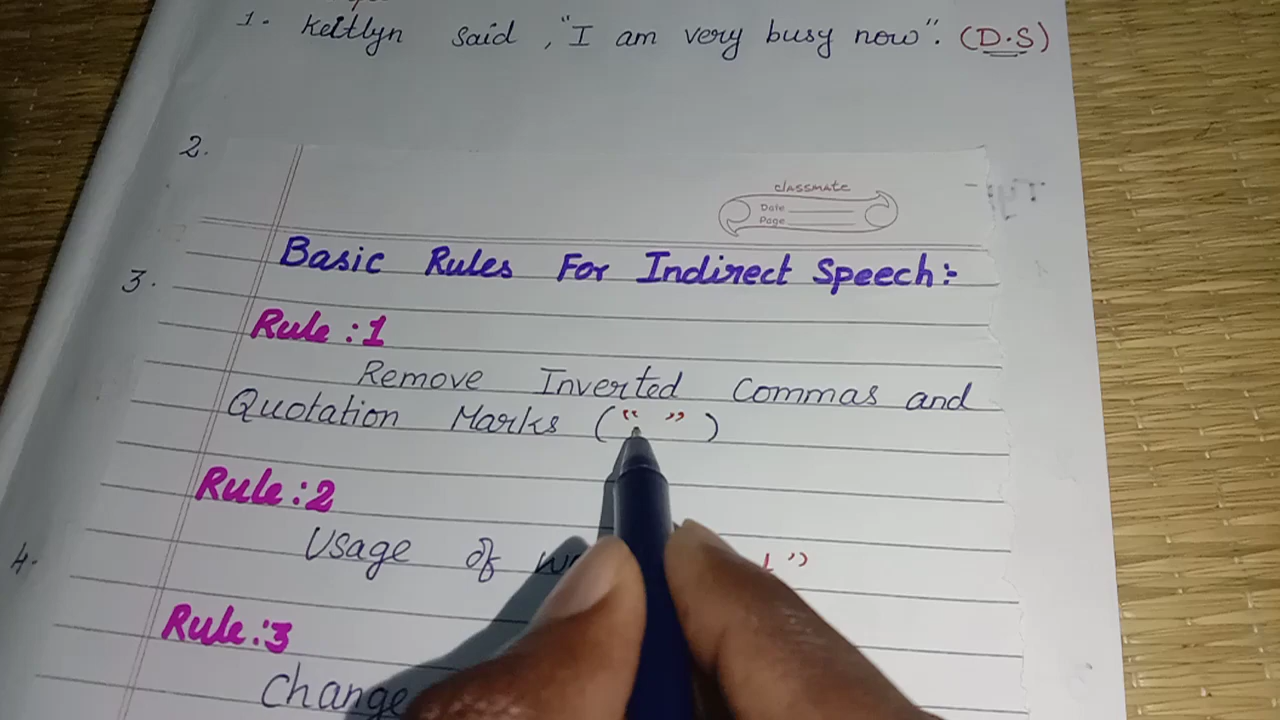 1. Keitlyn said ,"I am very busy now". (D.S)
2.
classmate
Date
Page
Basic Rules For Indirect Speech:-
3.
Rule:1
Remove Inverted Commas and
Quotation Marks (" ")
Rule:2
Usage of
4.
Rule:3
Change